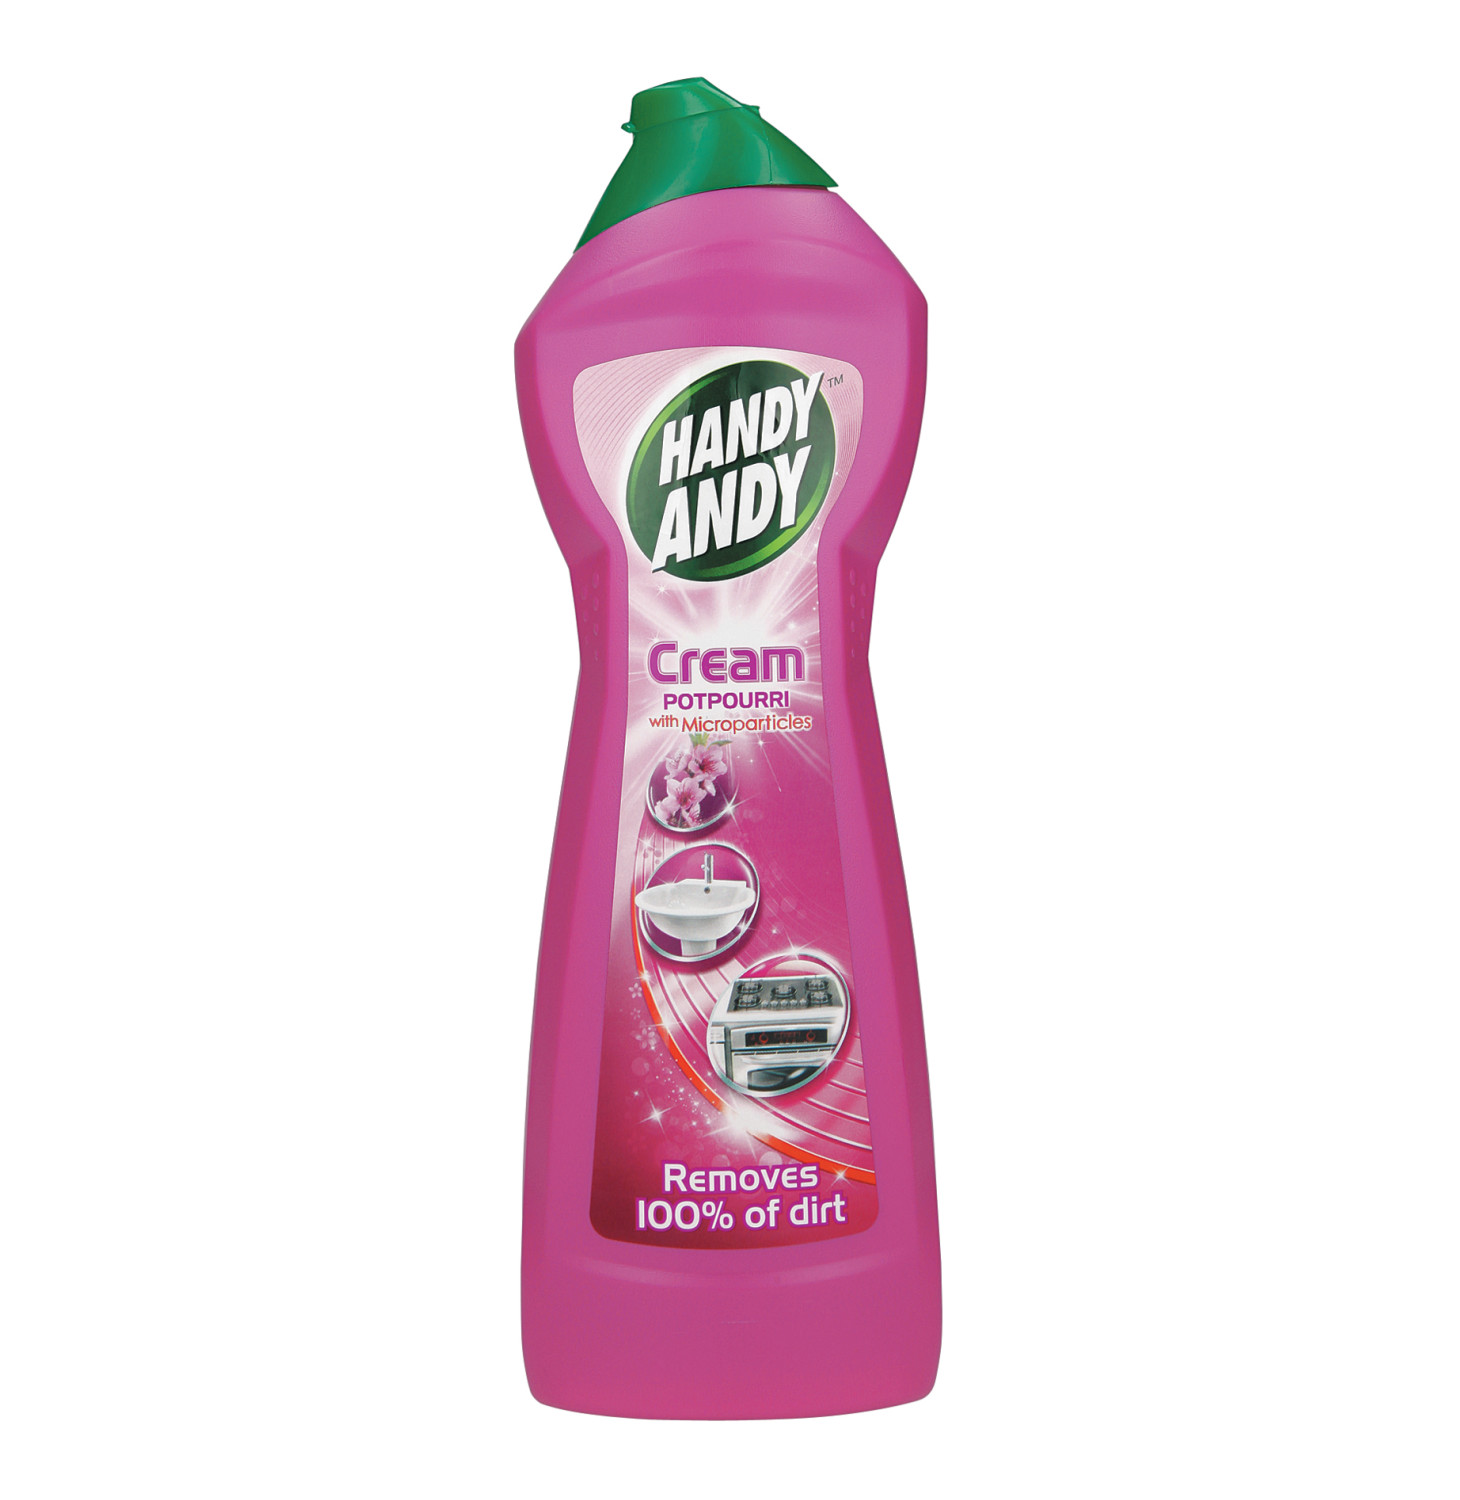 HANDY
ANDY
TM
Cream
POTPOURRI
with Microparticles
Removes
100% of dirt